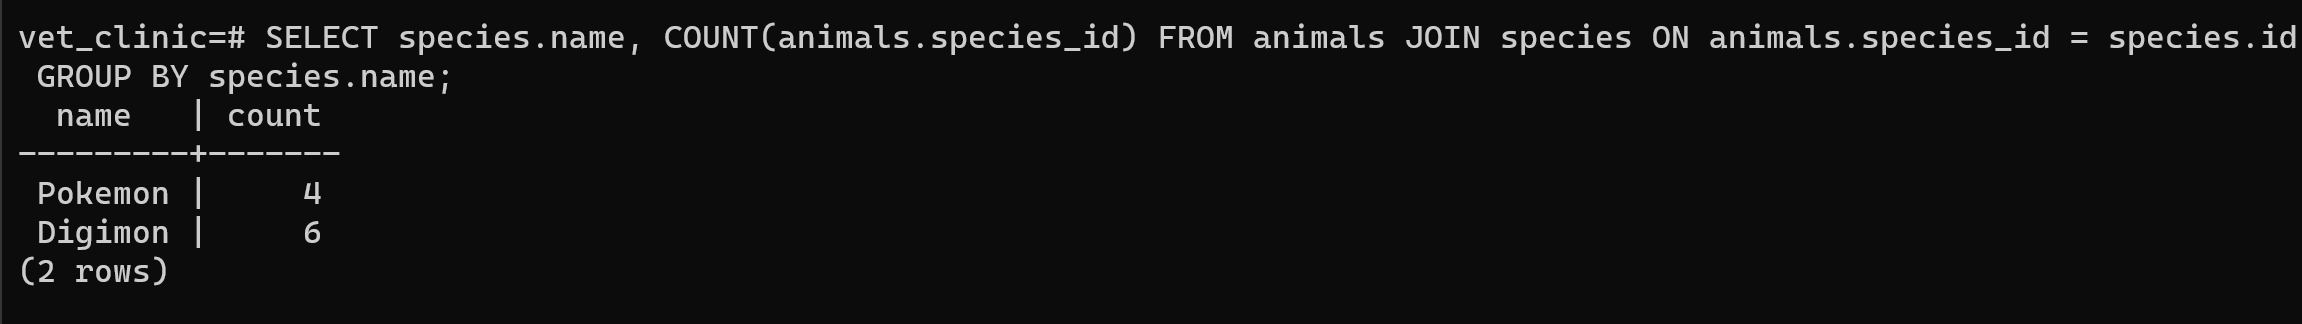 vet_clinic=# SELECT species.name, COUNT(animals.species_id) FROM animals JOIN species ON animals.species_id = species.id
 GROUP BY species.name;
  name   | count
---------+-------
 Pokemon |     4
 Digimon |     6
(2 rows)